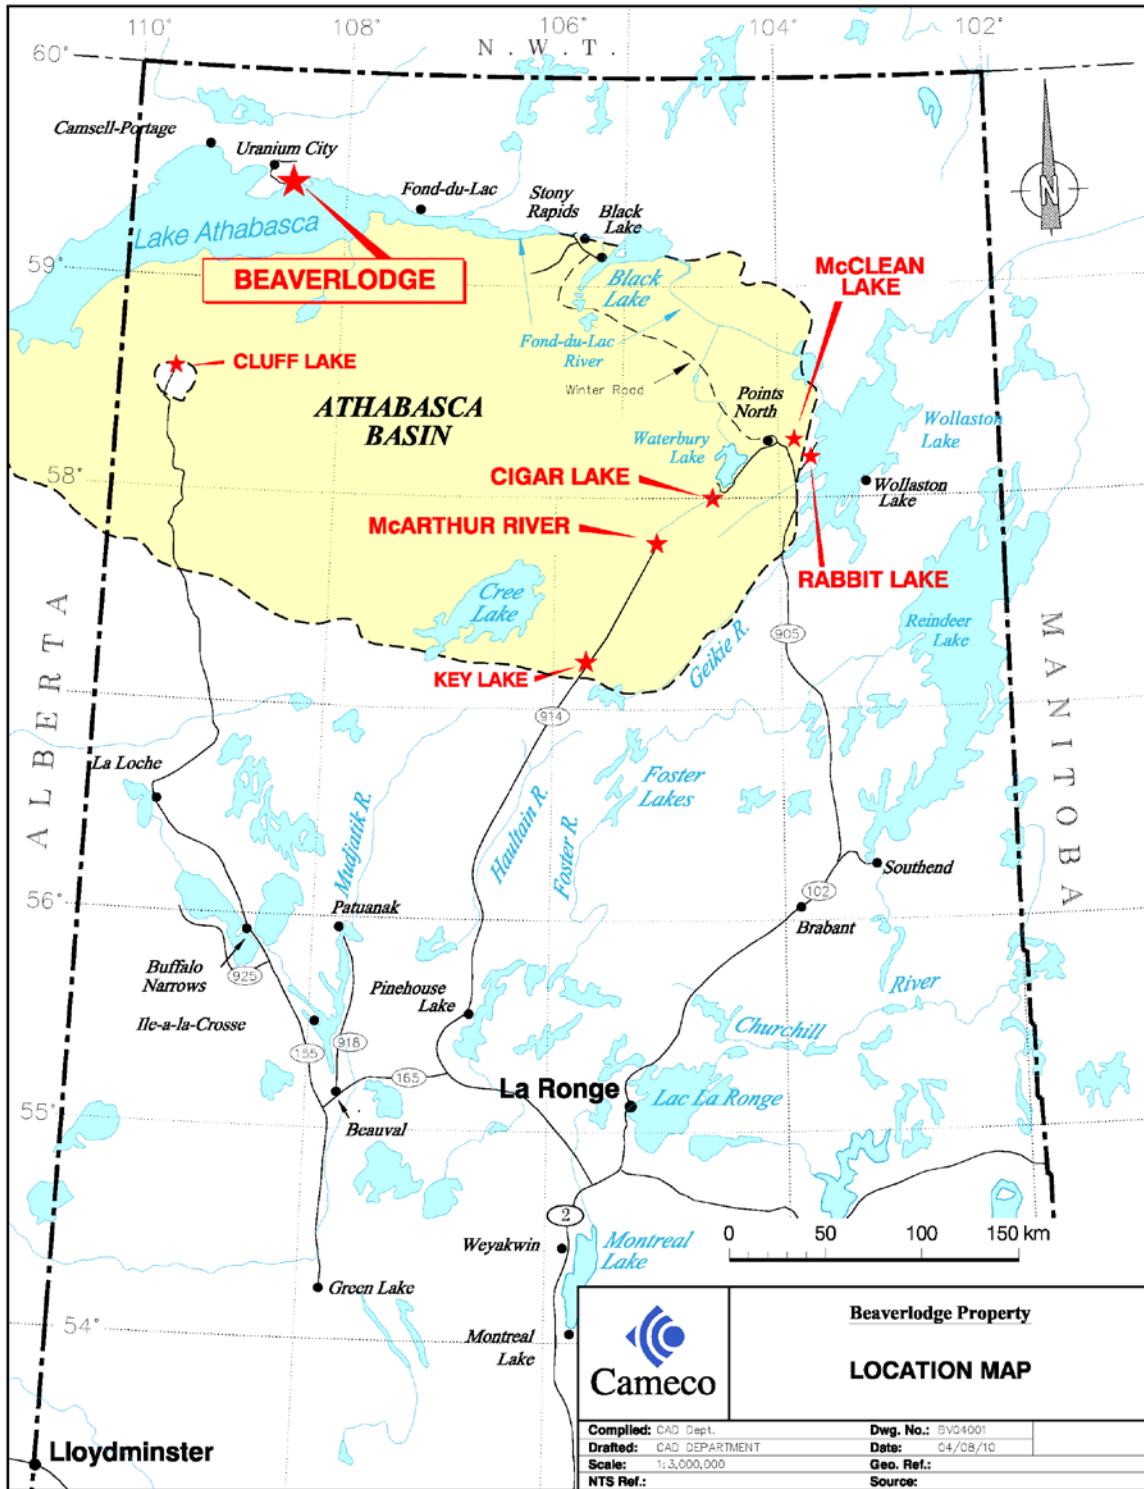 110° 108° 106° 104° 102°
60°
N . W . T .
Camsell-Portage
Uranium City
Fond-du-Lac
Stony
Rapids
Black
Lake
Lake Athabasca
59°
BEAVERLODGE
Black
Lake
McCLEAN
LAKE
Fond-du-Lac
River
CLUFF LAKE
Winter Road
Points
North
ATHABASCA
BASIN
Waterbury
Lake
Wollaston
Lake
58°
CIGAR LAKE
Wollaston
Lake
McARTHUR RIVER
RABBIT LAKE
Cree
Lake
Reindeer
Lake
905
Geikie R.
KEY LAKE
ALBERTA
MANITOBA
914
La Loche
Foster
Lakes
Mudjatik R.
Haultain R.
Foster R.
Southend
102
56°
Patuanak
Brabant
Buffalo
Narrows
925
Pinehouse
Lake
River
Ile-a-la-Crosse
Churchill
155
918
165
La Ronge
Lac La Ronge
55°
Beauval
2
Weyakwin
Montreal
Lake
0 50 100 150 km
Green Lake
54°
Montreal
Lake
Lloydminster
Cameco
Beaverlodge Property
LOCATION MAP
Compiled: CAD Dept. Dwg. No.: BV04001
Drafted: CAD DEPARTMENT Date: 04/08/10
Scale: 1:3,000,000 Geo. Ref.:
NTS Ref.: Source:
N